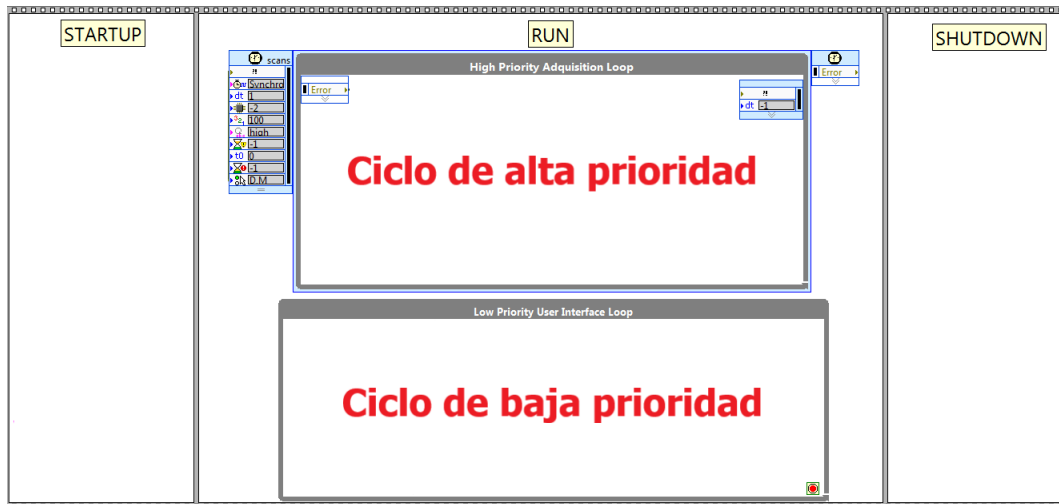 STARTUP
RUN
SHUTDOWN
scans
High Priority Adquisition Loop
Error
Error
Synchro
dt 1
-2
100
high
-1
t0 0
-1
D.M
dt -1
Ciclo de alta prioridad
Low Priority User Interface Loop
Ciclo de baja prioridad